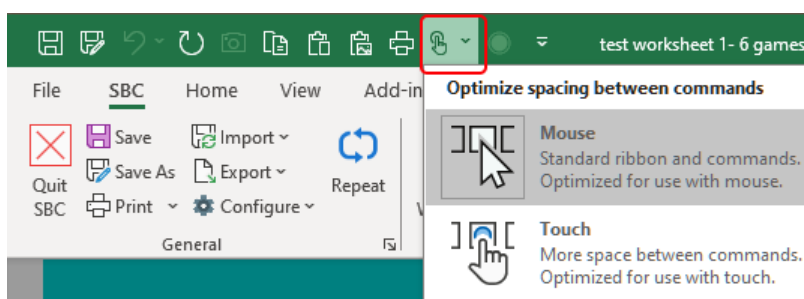 test worksheet 1- 6 games
File SBC Home View Add-in
Optimize spacing between commands
Save Import
Mouse
Standard ribbon and commands.
Optimized for use with mouse.
Save As Export
Quit
SBC
Repeat
Print Configure
General
Touch
More space between commands.
Optimized for use with touch.